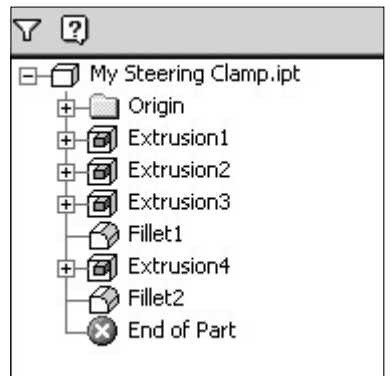 My Steering Clamp.ipt
Origin
Extrusion1
Extrusion2
Extrusion3
Fillet1
Extrusion4
Fillet2
End of Part